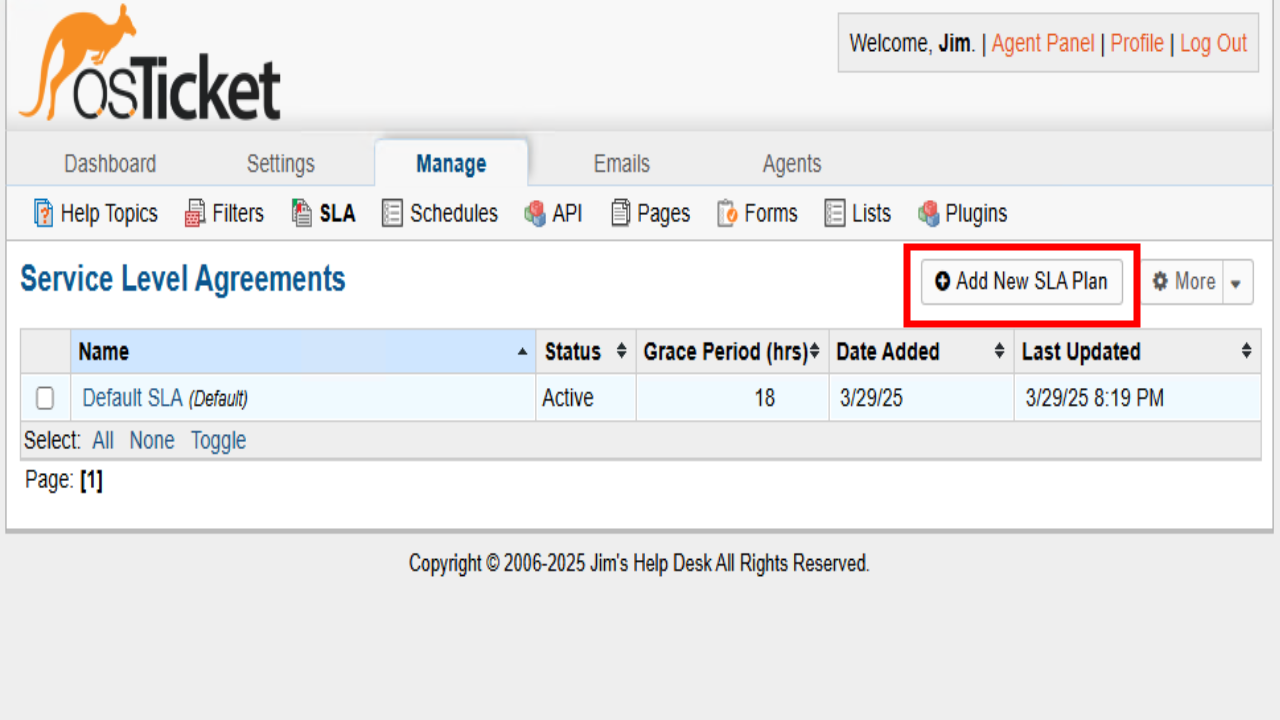 osTicket
Welcome, Jim. | Agent Panel | Profile | Log Out
Dashboard Settings Manage Emails Agents
Help Topics Filters SLA Schedules API Pages Forms Lists Plugins
Service Level Agreements
Add New SLA Plan More
Name Status Grace Period (hrs) Date Added Last Updated
Default SLA (Default) Active 18 3/29/25 3/29/25 8:19 PM
Select: All None Toggle
Page: [1]
Copyright © 2006-2025 Jim's Help Desk All Rights Reserved.